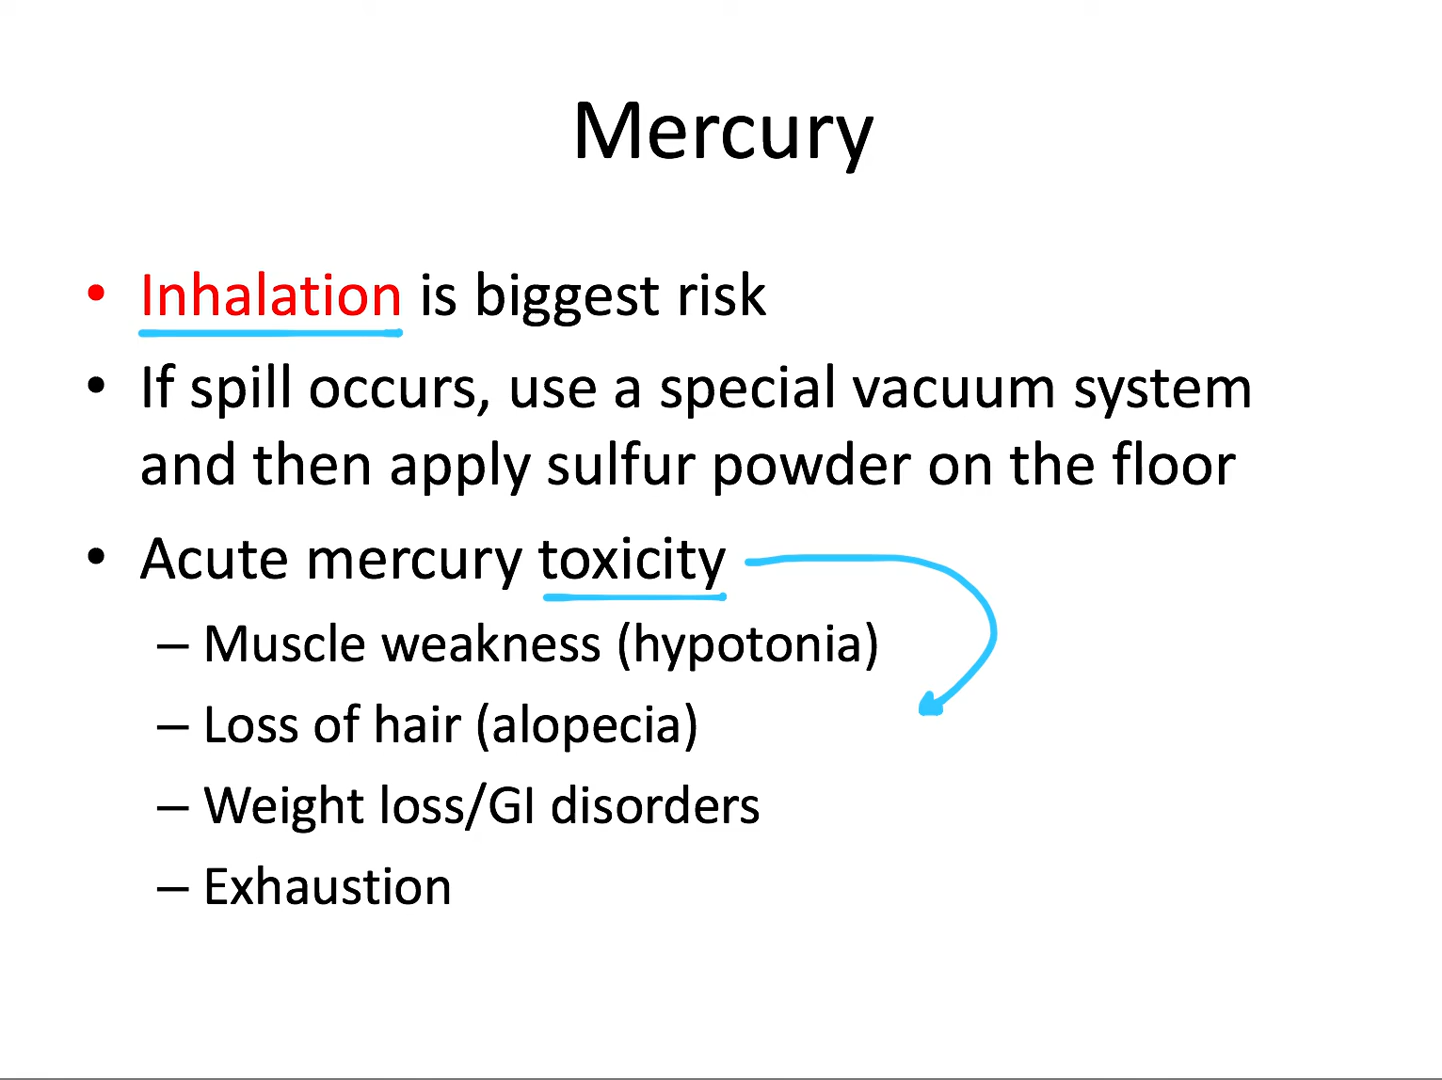 Mercury
• Inhalation is biggest risk
• If spill occurs, use a special vacuum system
and then apply sulfur powder on the floor
• Acute mercury toxicity
– Muscle weakness (hypotonia)
– Loss of hair (alopecia)
– Weight loss/GI disorders
– Exhaustion